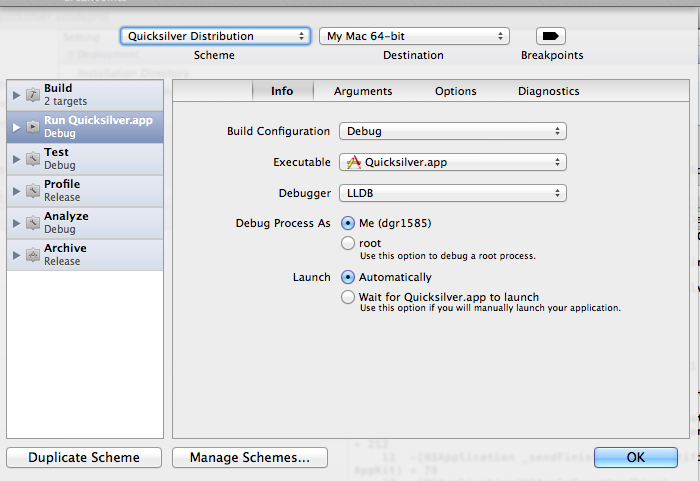 Quicksilver Distribution
My Mac 64-bit
Scheme
Destination
Breakpoints
Build
2 targets
Run Quicksilver.app
Debug
Test
Debug
Profile
Release
Analyze
Debug
Archive
Release
Info Arguments Options Diagnostics
Build Configuration Debug
Executable Quicksilver.app
Debugger LLDB
Debug Process As Me (dgr1585)
root
Use this option to debug a root process.
Launch Automatically
Wait for Quicksilver.app to launch
Use this option if you will manually launch your application.
Duplicate Scheme
Manage Schemes...
OK